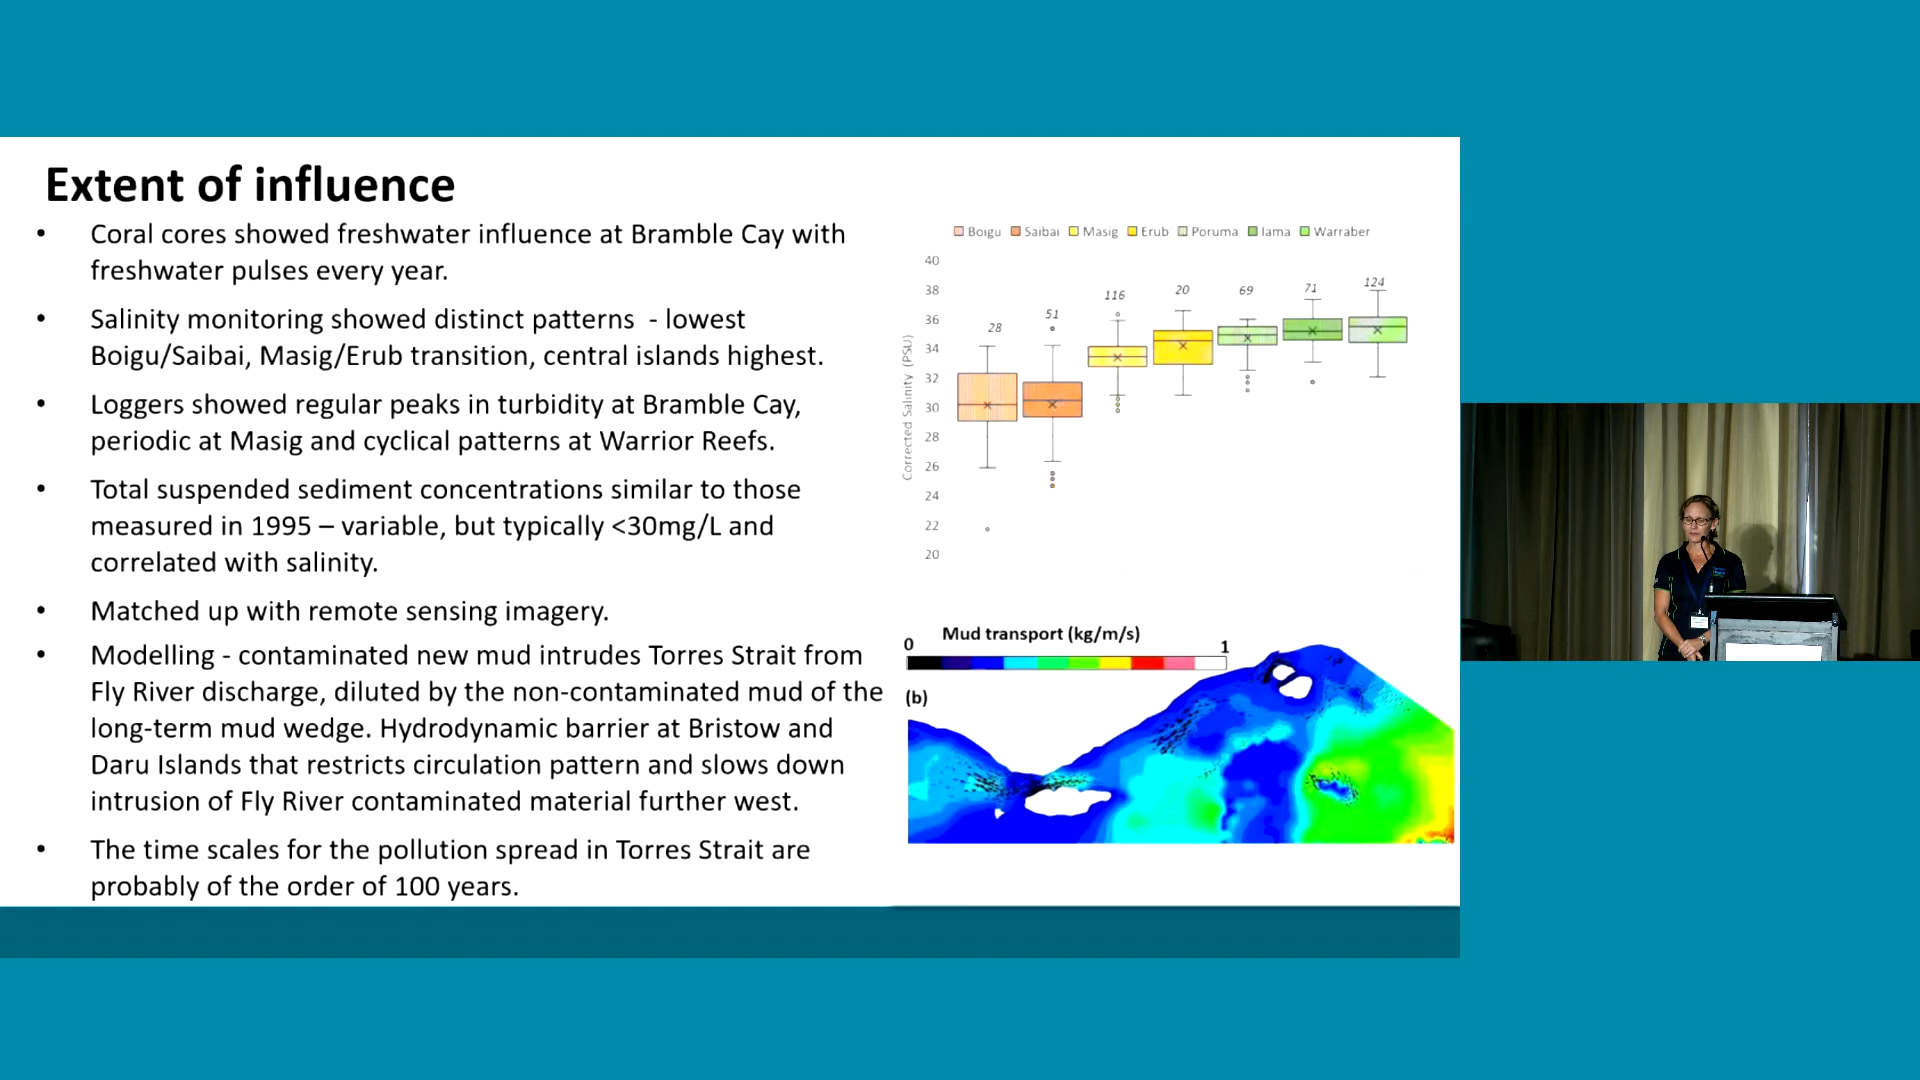 Extent of influence
• Coral cores showed freshwater influence at Bramble Cay with
freshwater pulses every year.
• Salinity monitoring showed distinct patterns - lowest
Boigu/Saibai, Masig/Erub transition, central islands highest.
• Loggers showed regular peaks in turbidity at Bramble Cay,
periodic at Masig and cyclical patterns at Warrior Reefs.
• Total suspended sediment concentrations similar to those
measured in 1995 – variable, but typically <30mg/L and
correlated with salinity.
• Matched up with remote sensing imagery.
• Modelling - contaminated new mud intrudes Torres Strait from
Fly River discharge, diluted by the non-contaminated mud of the
long-term mud wedge. Hydrodynamic barrier at Bristow and
Daru Islands that restricts circulation pattern and slows down
intrusion of Fly River contaminated material further west.
• The time scales for the pollution spread in Torres Strait are
probably of the order of 100 years.
Boigu Saibai Masig Erub Poruma Iama Warraber
Corrected Salinity (PSU)
40
38
36
34
32
30
28
26
24
22
20
28
51
116
20
69
71
124
Mud transport (kg/m/s)
0 1
(b)